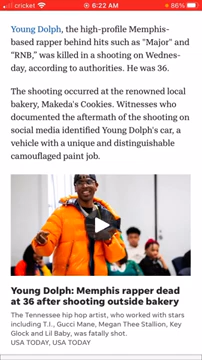 6:22 AM
86%
Young Dolph, the high-profile Memphis-
based rapper behind hits such as "Major" and
"RNB," was killed in a shooting on Wednes-
day, according to authorities. He was 36.
The shooting occurred at the renowned local
bakery, Makeda's Cookies. Witnesses who
documented the aftermath of the shooting
on social media identified Young Dolph's car, a
vehicle with a unique and distinguishable
camouflaged paint job.
Young Dolph: Memphis rapper dead
at 36 after shooting outside bakery
The Tennessee hip hop artist, who worked with stars
including T.I., Gucci Mane, Megan Thee Stallion, Key
Glock and Lil Baby, was fatally shot.
USA TODAY, USA TODAY